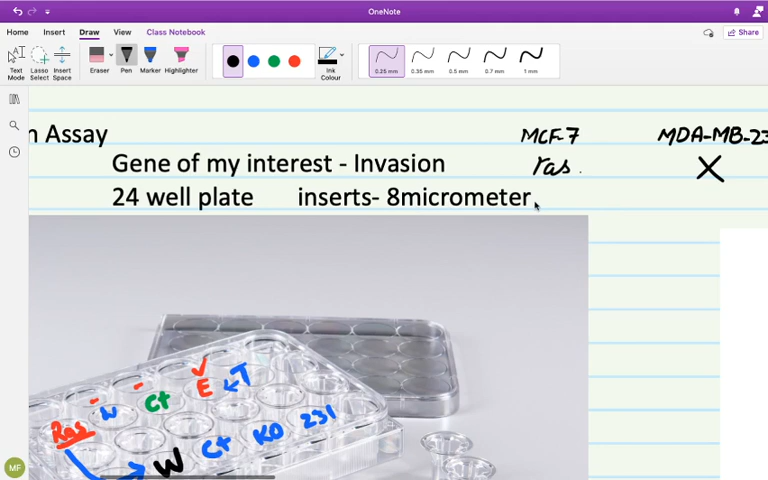 OneNote
Home Insert Draw View Class Notebook
Share
Text Mode
Lasso Select
Insert Space
Eraser
Pen
Marker
Highlighter
Ink Colour
0.25 mm
0.35 mm
0.5 mm
0.7 mm
1 mm
n Assay
MCF-7
MDA-MB-23
Gene of my interest - Invasion
ras.
X
24 well plate inserts- 8micrometer
E
T
Ct
N
Ras
W
Ct
KO
231
MF